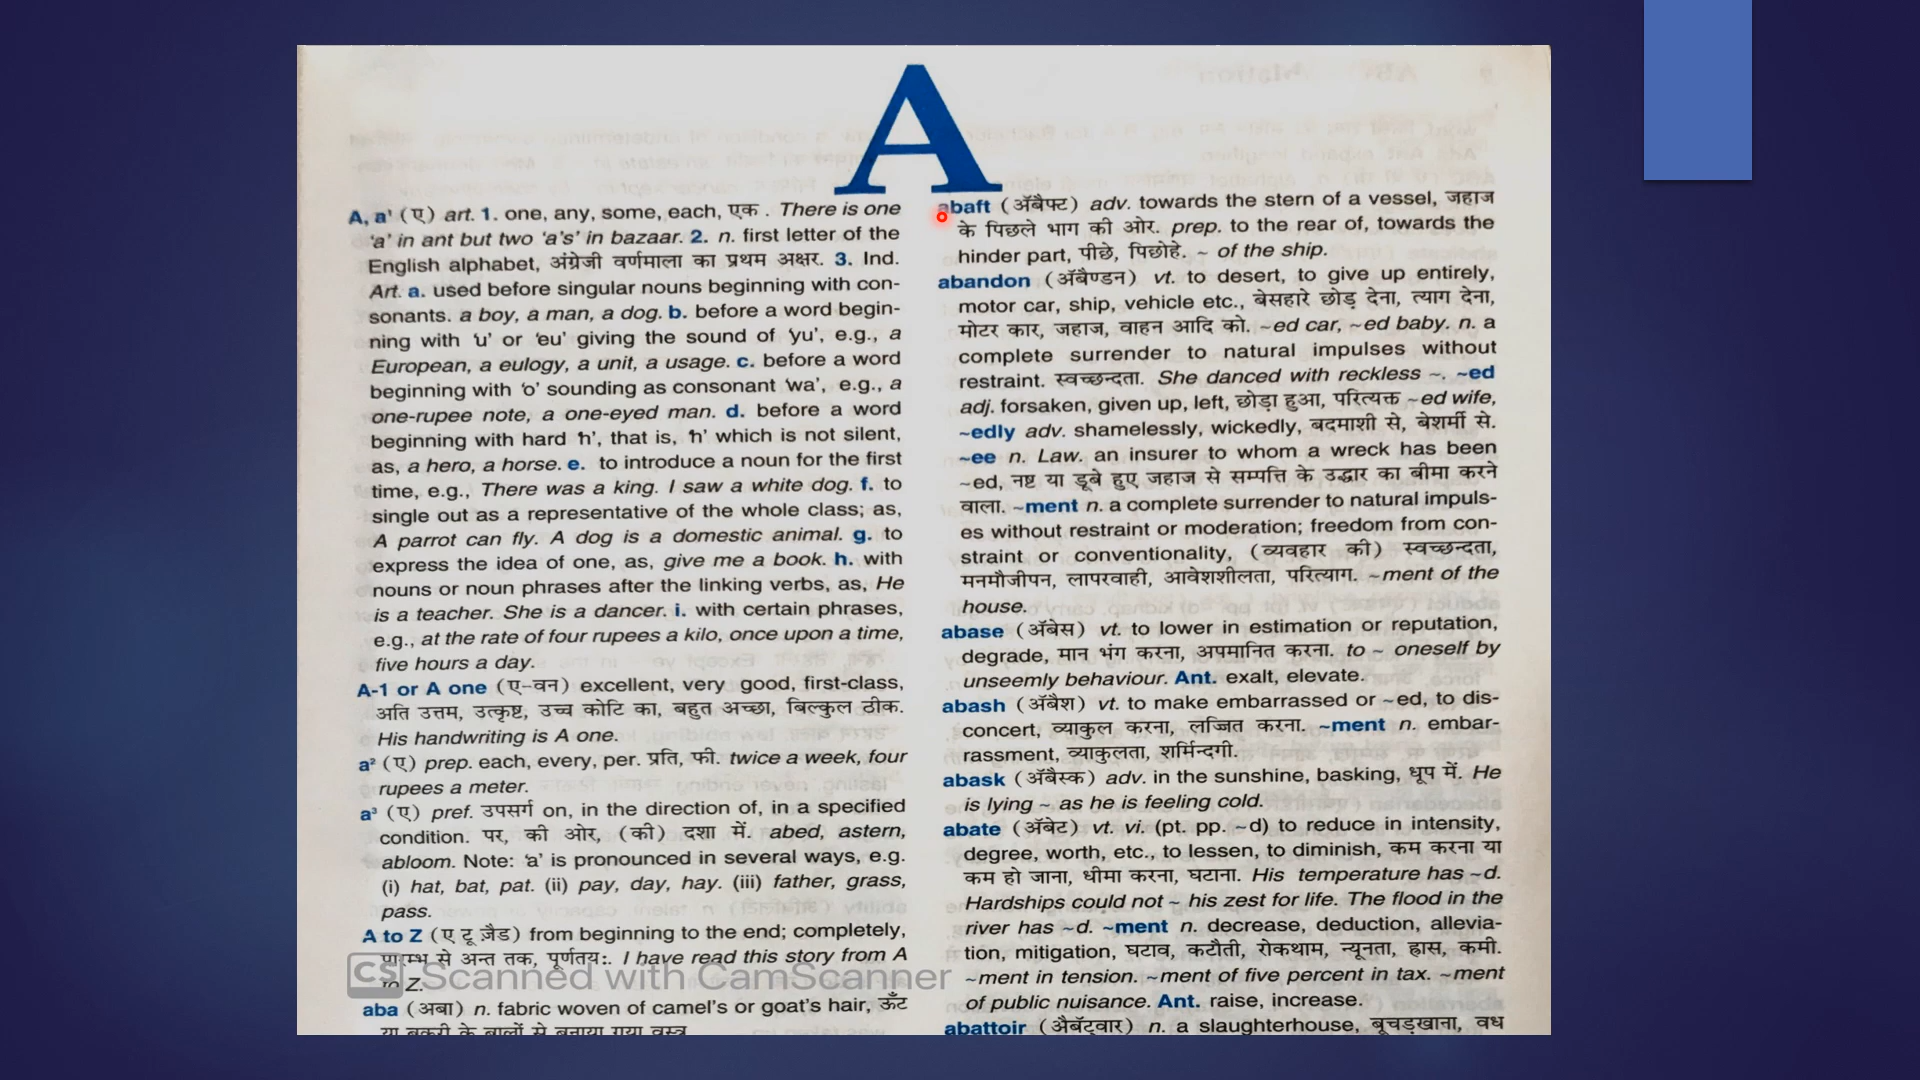 A
A, a¹ (ए) art. 1. one, any, some, each, एक . There is one
‘a’ in ant but two ‘a’s’ in bazaar. 2. n. first letter of the
English alphabet, अंग्रेजी वर्णमाला का प्रथम अक्षर. 3. Ind.
Art. a. used before singular nouns beginning with con-
sonants. a boy, a man, a dog. b. before a word begin-
ning with ‘u’ or ‘eu’ giving the sound of ‘yu’, e.g., a
European, a eulogy, a unit, a usage. c. before a word
beginning with ‘o’ sounding as consonant ‘wa’, e.g., a
one-rupee note, a one-eyed man. d. before a word
beginning with hard ‘h’, that is, ‘h’ which is not silent,
as, a hero, a horse. e. to introduce a noun for the first
time, e.g., There was a king. I saw a white dog. f. to
single out as a representative of the whole class; as,
A parrot can fly. A dog is a domestic animal. g. to
express the idea of one, as, give me a book. h. with
nouns or noun phrases after the linking verbs, as, He
is a teacher. She is a dancer. i. with certain phrases,
e.g., at the rate of four rupees a kilo, once upon a time,
five hours a day.
A-1 or A one (ए-वन) excellent, very good, first-class,
अति उत्तम, उत्कृष्ट, उच्च कोटि का, बहुत अच्छा, बिल्कुल ठीक.
His handwriting is A one.
a² (ए) prep. each, every, per. प्रति, फी. twice a week, four
rupees a meter.
a³ (ए) pref. उपसर्ग on, in the direction of, in a specified
condition. पर, की ओर, (की) दशा में. abed, astern,
abloom. Note: ‘a’ is pronounced in several ways, e.g.
(i) hat, bat, pat. (ii) pay, day, hay. (iii) father, grass,
pass.
A to Z (ए टू ज़ैड) from beginning to the end; completely,
प्रारम्भ से अन्त तक, पूर्णतयः. I have read this story from A
to Z.
CS Scanned with CamScanner
aba (अबा) n. fabric woven of camel’s or goat’s hair, ऊँट
या बकरी के बालों से बनाया गया वस्त्र
abaft (ॲबैफ्ट) adv. towards the stern of a vessel, जहाज
के पिछले भाग की ओर. prep. to the rear of, towards the
hinder part, पीछे, पिछोहे. ~ of the ship.
abandon (ॲबैण्डन) vt. to desert, to give up entirely,
motor car, ship, vehicle etc., बेसहारे छोड़ देना, त्याग देना,
मोटर कार, जहाज, वाहन आदि को. ~ed car, ~ed baby. n. a
complete surrender to natural impulses without
restraint. स्वच्छन्दता. She danced with reckless ~. ~ed
adj. forsaken, given up, left, छोड़ा हुआ, परित्यक्त ~ed wife,
~edly adv. shamelessly, wickedly, बदमाशी से, बेशर्मी से.
~ee n. Law. an insurer to whom a wreck has been
~ed, नष्ट या डूबे हुए जहाज से सम्पत्ति के उद्धार का बीमा करने
वाला. ~ment n. a complete surrender to natural impuls-
es without restraint or moderation; freedom from con-
straint or conventionality, (व्यवहार की) स्वच्छन्दता,
मनमौजीपन, लापरवाही, आवेशशीलता, परित्याग. ~ment of the
house.
abase (ॲबेस) vt. to lower in estimation or reputation,
degrade, मान भंग करना, अपमानित करना. to ~ oneself by
unseemly behaviour. Ant. exalt, elevate.
abash (ॲबैश) vt. to make embarrassed or ~ed, to dis-
concert, व्याकुल करना, लज्जित करना. ~ment n. embar-
rassment, व्याकुलता, शर्मिन्दगी.
abask (ॲबैस्क) adv. in the sunshine, basking, धूप में. He
is lying ~ as he is feeling cold.
abate (ॲबेट) vt. vi. (pt. pp. ~d) to reduce in intensity,
degree, worth, etc., to lessen, to diminish, कम करना या
कम हो जाना, धीमा करना, घटाना. His temperature has ~d.
Hardships could not ~ his zest for life. The flood in the
river has ~d. ~ment n. decrease, deduction, allevia-
tion, mitigation, घटाव, कटौती, रोकथाम, न्यूनता, ह्रास, कमी.
~ment in tension. ~ment of five percent in tax. ~ment
of public nuisance. Ant. raise, increase.
abattoir (ॲबॅट्वार) n. a slaughterhouse, बूचड़खाना, वध